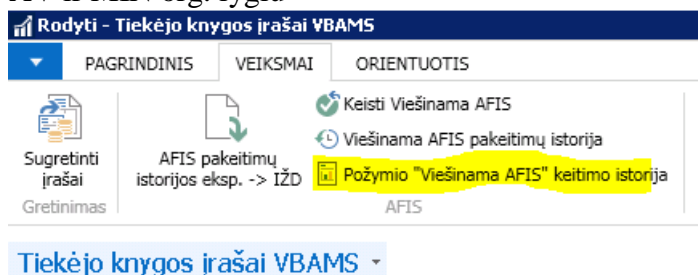 Rodyti - Tiekėjo knygos įrašai VBAMS
PAGRINDINIS VEIKSMAI ORIENTUOTIS
Sugretinti
įrašai
AFIS pakeitimų
istorijos eksp. -> IŽD
Keisti Viešinama AFIS
Viešinama AFIS pakeitimų istorija
Požymio "Viešinama AFIS" keitimo istorija
Gretinimas
AFIS
Tiekėjo knygos įrašai VBAMS